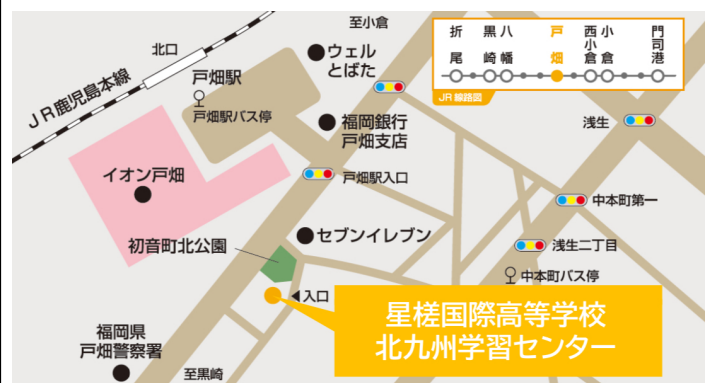 至小倉
北口
JR鹿児島本線
戸畑駅
戸畑駅バス停
ウェル
とばた
福岡銀行
戸畑支店
折尾
黒崎
八幡
戸畑
西小倉
小倉
門司港
JR線路図
浅生
イオン戸畑
戸畑駅入口
中本町第一
初音町北公園
セブンイレブン
浅生二丁目
中本町バス停
入口
星槎国際高等学校
北九州学習センター
福岡県
戸畑警察署
至黒崎